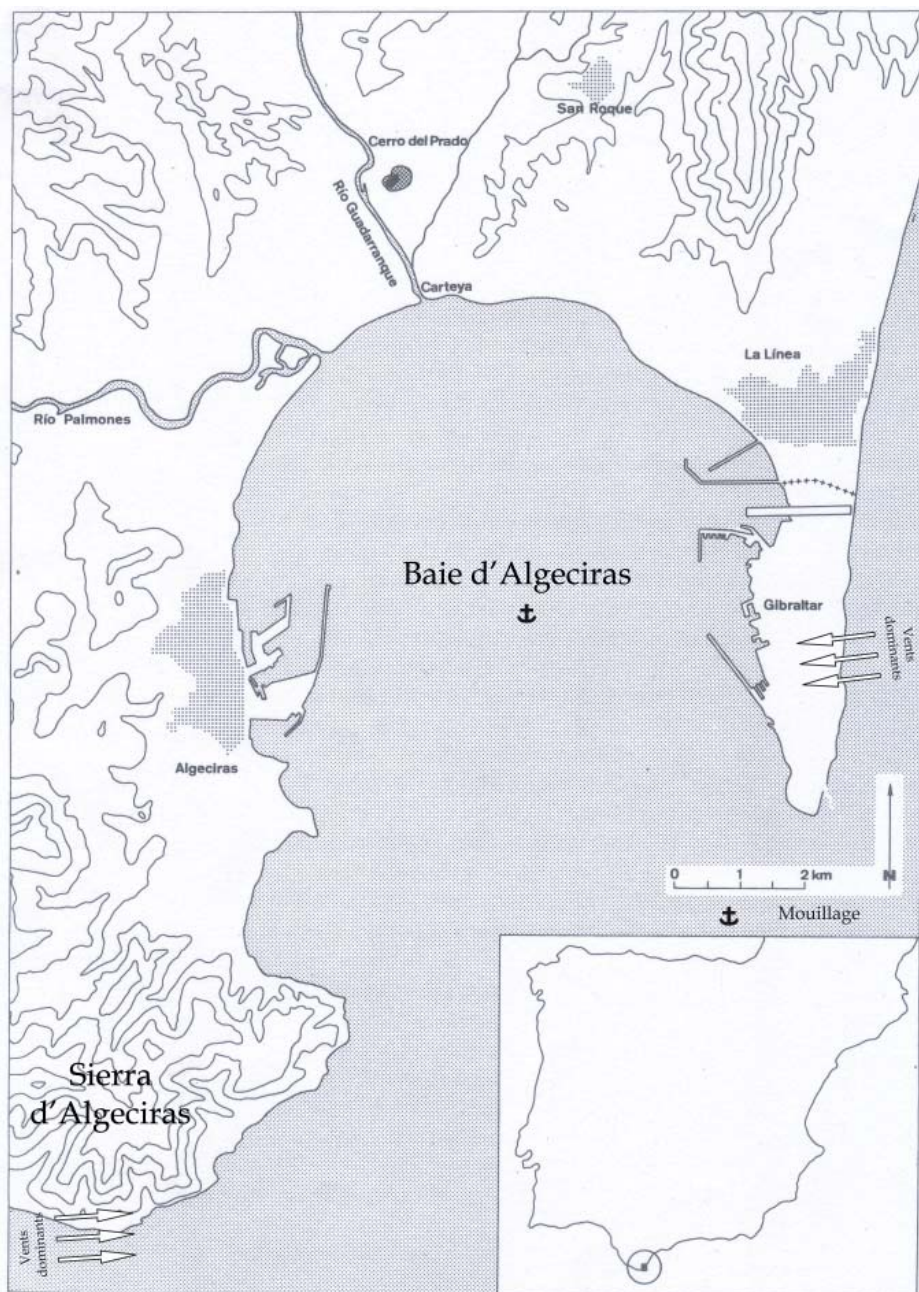 San Roque
Cerro del Prado
Río Guadarranque
Carteya
La Línea
Río Palmones
Baie d'Algeciras
Gibraltar
Vents
dominants
Algeciras
0 1 2 km
N
Mouillage
Sierra
d'Algeciras
Vents
dominants